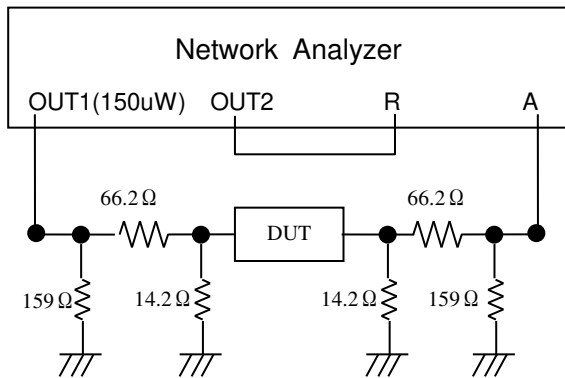 Network Analyzer
OUT1(150uW) OUT2 R A
66.2 Ω 66.2 Ω
DUT
159 Ω 14.2 Ω 14.2 Ω 159 Ω